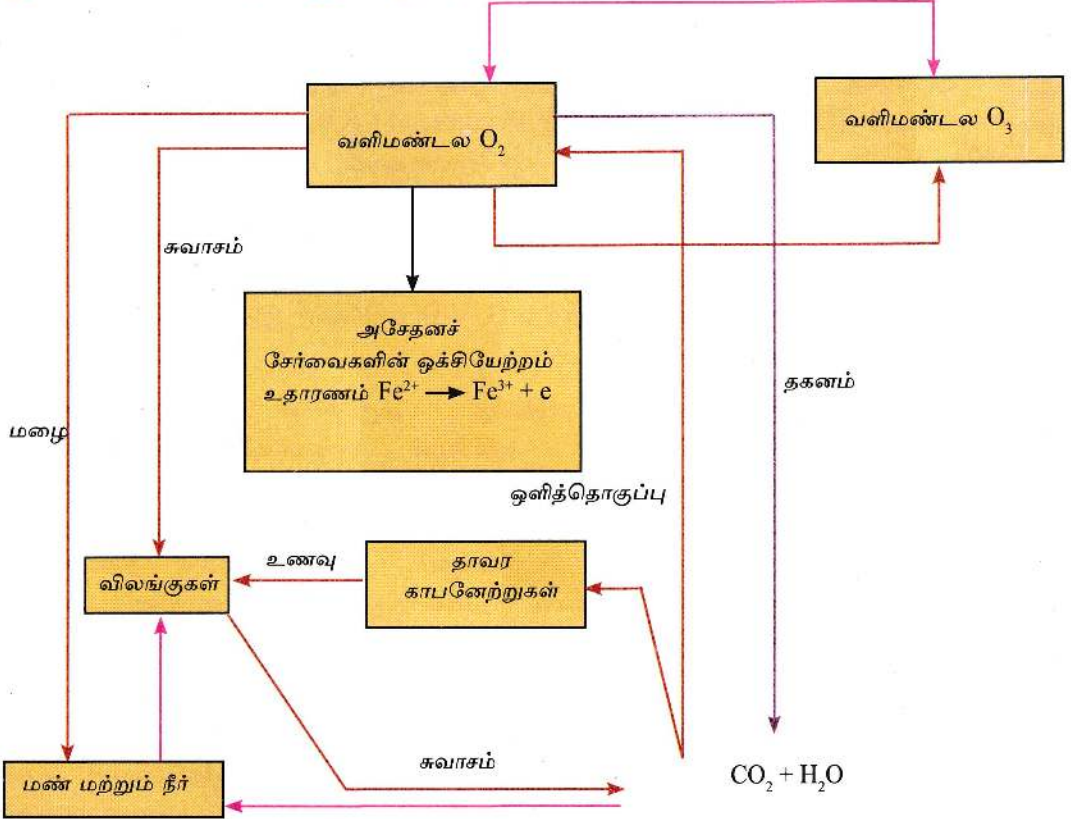 வளிமண்டல O₂
வளிமண்டல O₃
சுவாசம்
அசேதனச்
சேர்வைகளின் ஒக்சியேற்றம்
உதாரணம் Fe²⁺ → Fe³⁺ + e
தகனம்
மழை
ஒளித்தொகுப்பு
விலங்குகள்
உணவு
தாவர
காபனேற்றுகள்
சுவாசம்
மண் மற்றும் நீர்
CO₂ + H₂O